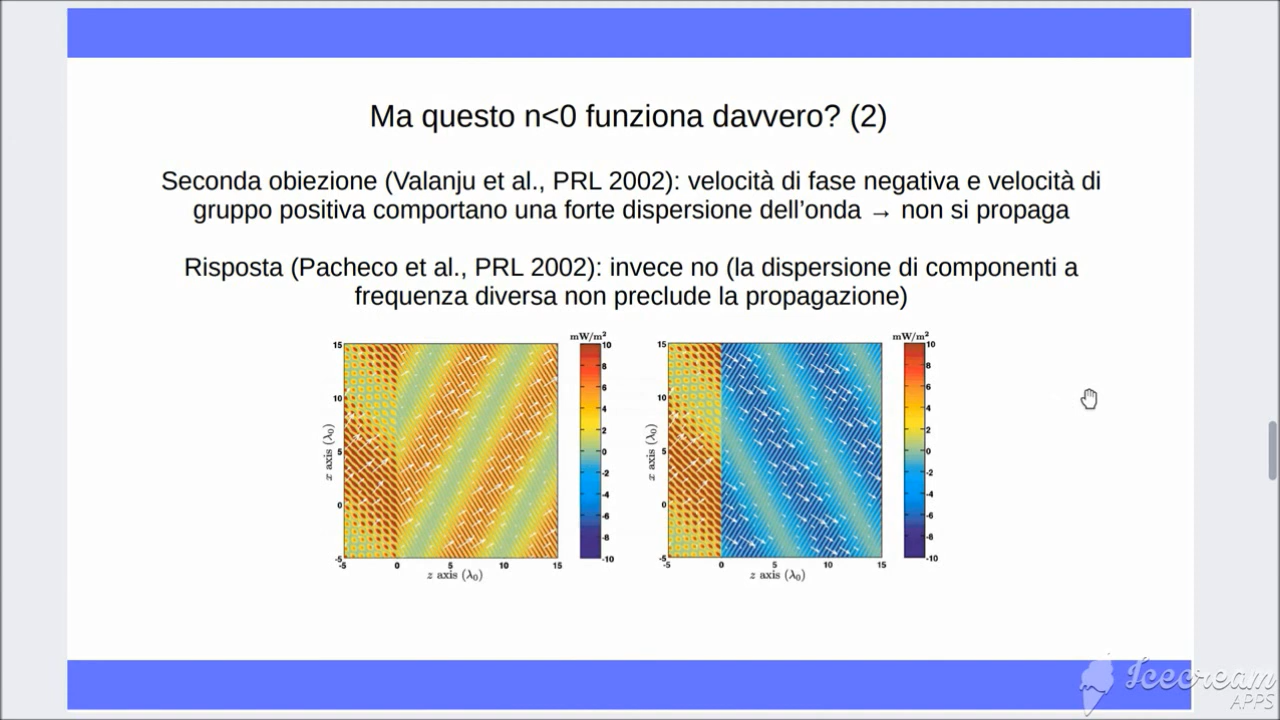 Ma questo n<0 funziona davvero? (2)
Seconda obiezione (Valanju et al., PRL 2002): velocità di fase negativa e velocità di
gruppo positiva comportano una forte dispersione dell’onda → non si propaga
Risposta (Pacheco et al., PRL 2002): invece no (la dispersione di componenti a
frequenza diversa non preclude la propagazione)
mW/m²
15
10
5
0
-5
x axis (λ₀)
-5 0 5 10 15
z axis (λ₀)
10
8
6
4
2
0
-2
-4
-6
-8
-10
mW/m²
15
10
5
0
-5
x axis (λ₀)
-5 0 5 10 15
z axis (λ₀)
10
8
6
4
2
0
-2
-4
-6
-8
-10
Icecream
APPS